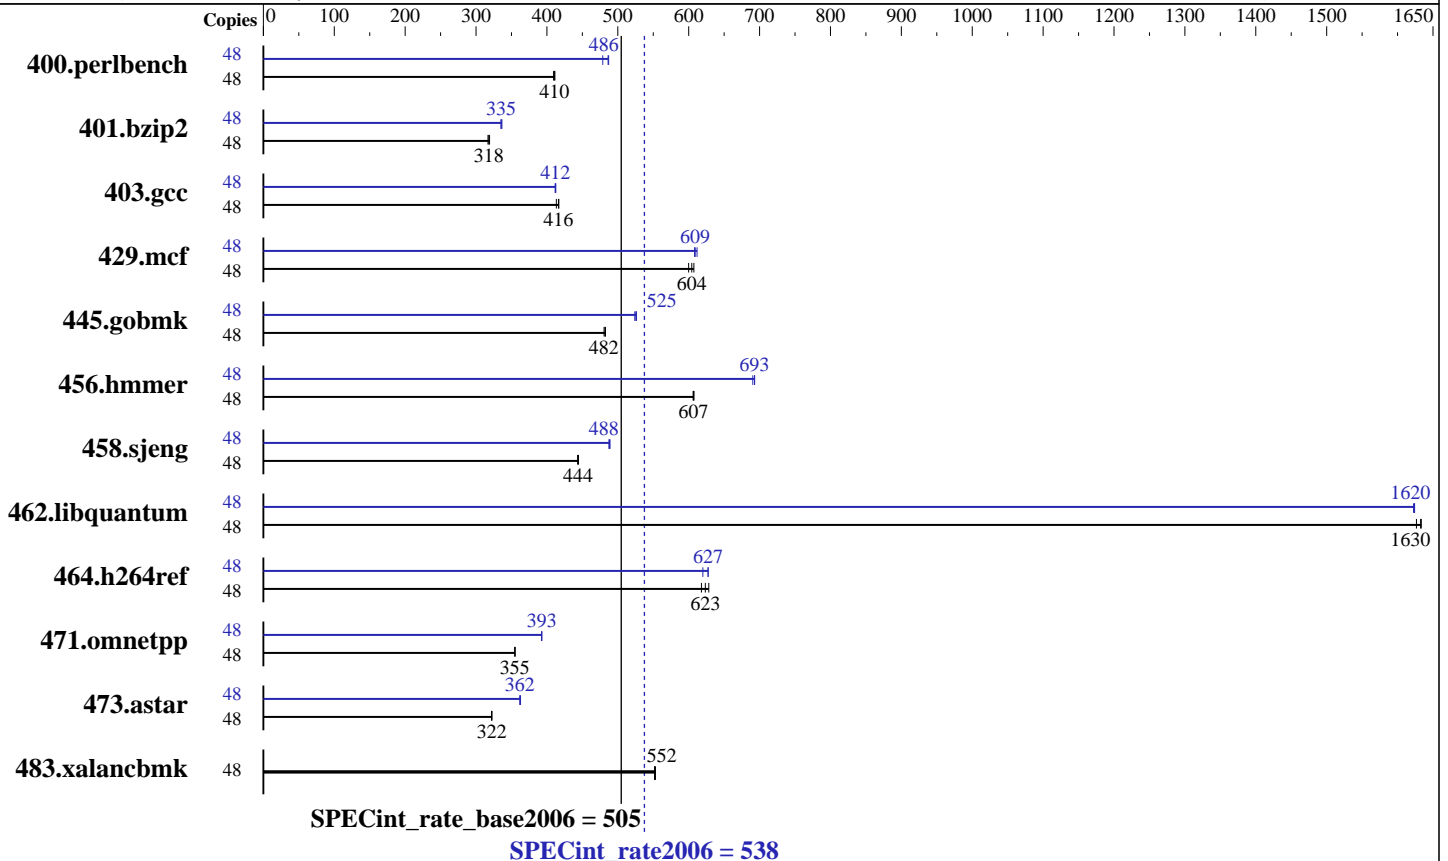 Copies 0 100 200 300 400 500 600 700 800 900 1000 1100 1200 1300 1400 1500 1650
400.perlbench 48 486
48 410
401.bzip2 48 335
48 318
403.gcc 48 412
48 416
429.mcf 48 609
48 604
445.gobmk 48 525
48 482
456.hmmer 48 693
48 607
458.sjeng 48 488
48 444
462.libquantum 48 1620
48 1630
464.h264ref 48 627
48 623
471.omnetpp 48 393
48 355
473.astar 48 362
48 322
483.xalancbmk 48 552
SPECint_rate_base2006 = 505
SPECint_rate2006 = 538